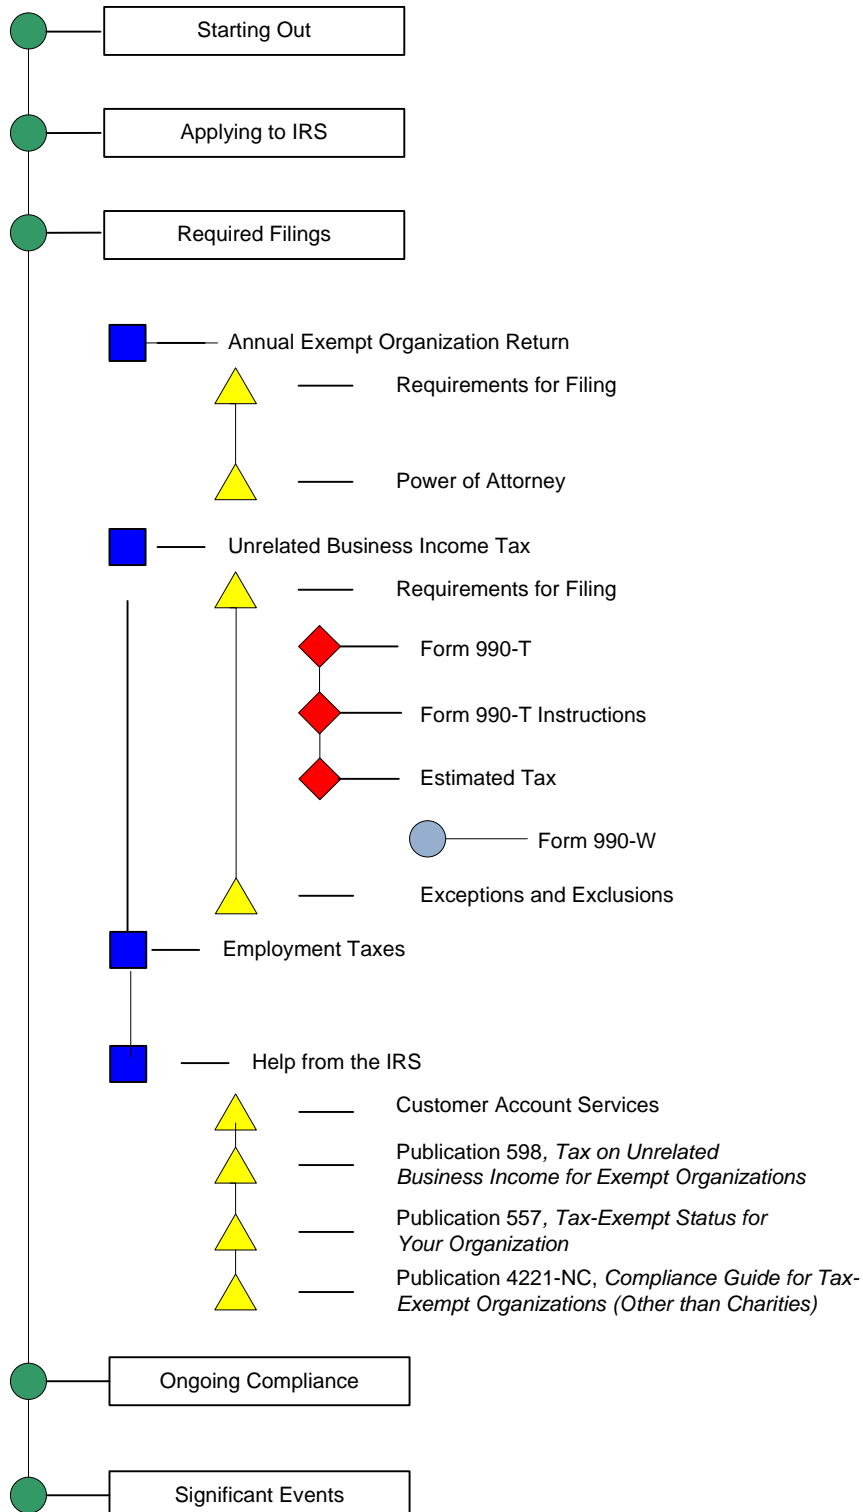 Starting Out
Applying to IRS
Required Filings
Annual Exempt Organization Return
Requirements for Filing
Power of Attorney
Unrelated Business Income Tax
Requirements for Filing
Form 990-T
Form 990-T Instructions
Estimated Tax
Form 990-W
Exceptions and Exclusions
Employment Taxes
Help from the IRS
Customer Account Services
Publication 598, Tax on Unrelated
Business Income for Exempt Organizations
Publication 557, Tax-Exempt Status for
Your Organization
Publication 4221-NC, Compliance Guide for Tax-
Exempt Organizations (Other than Charities)
Ongoing Compliance
Significant Events